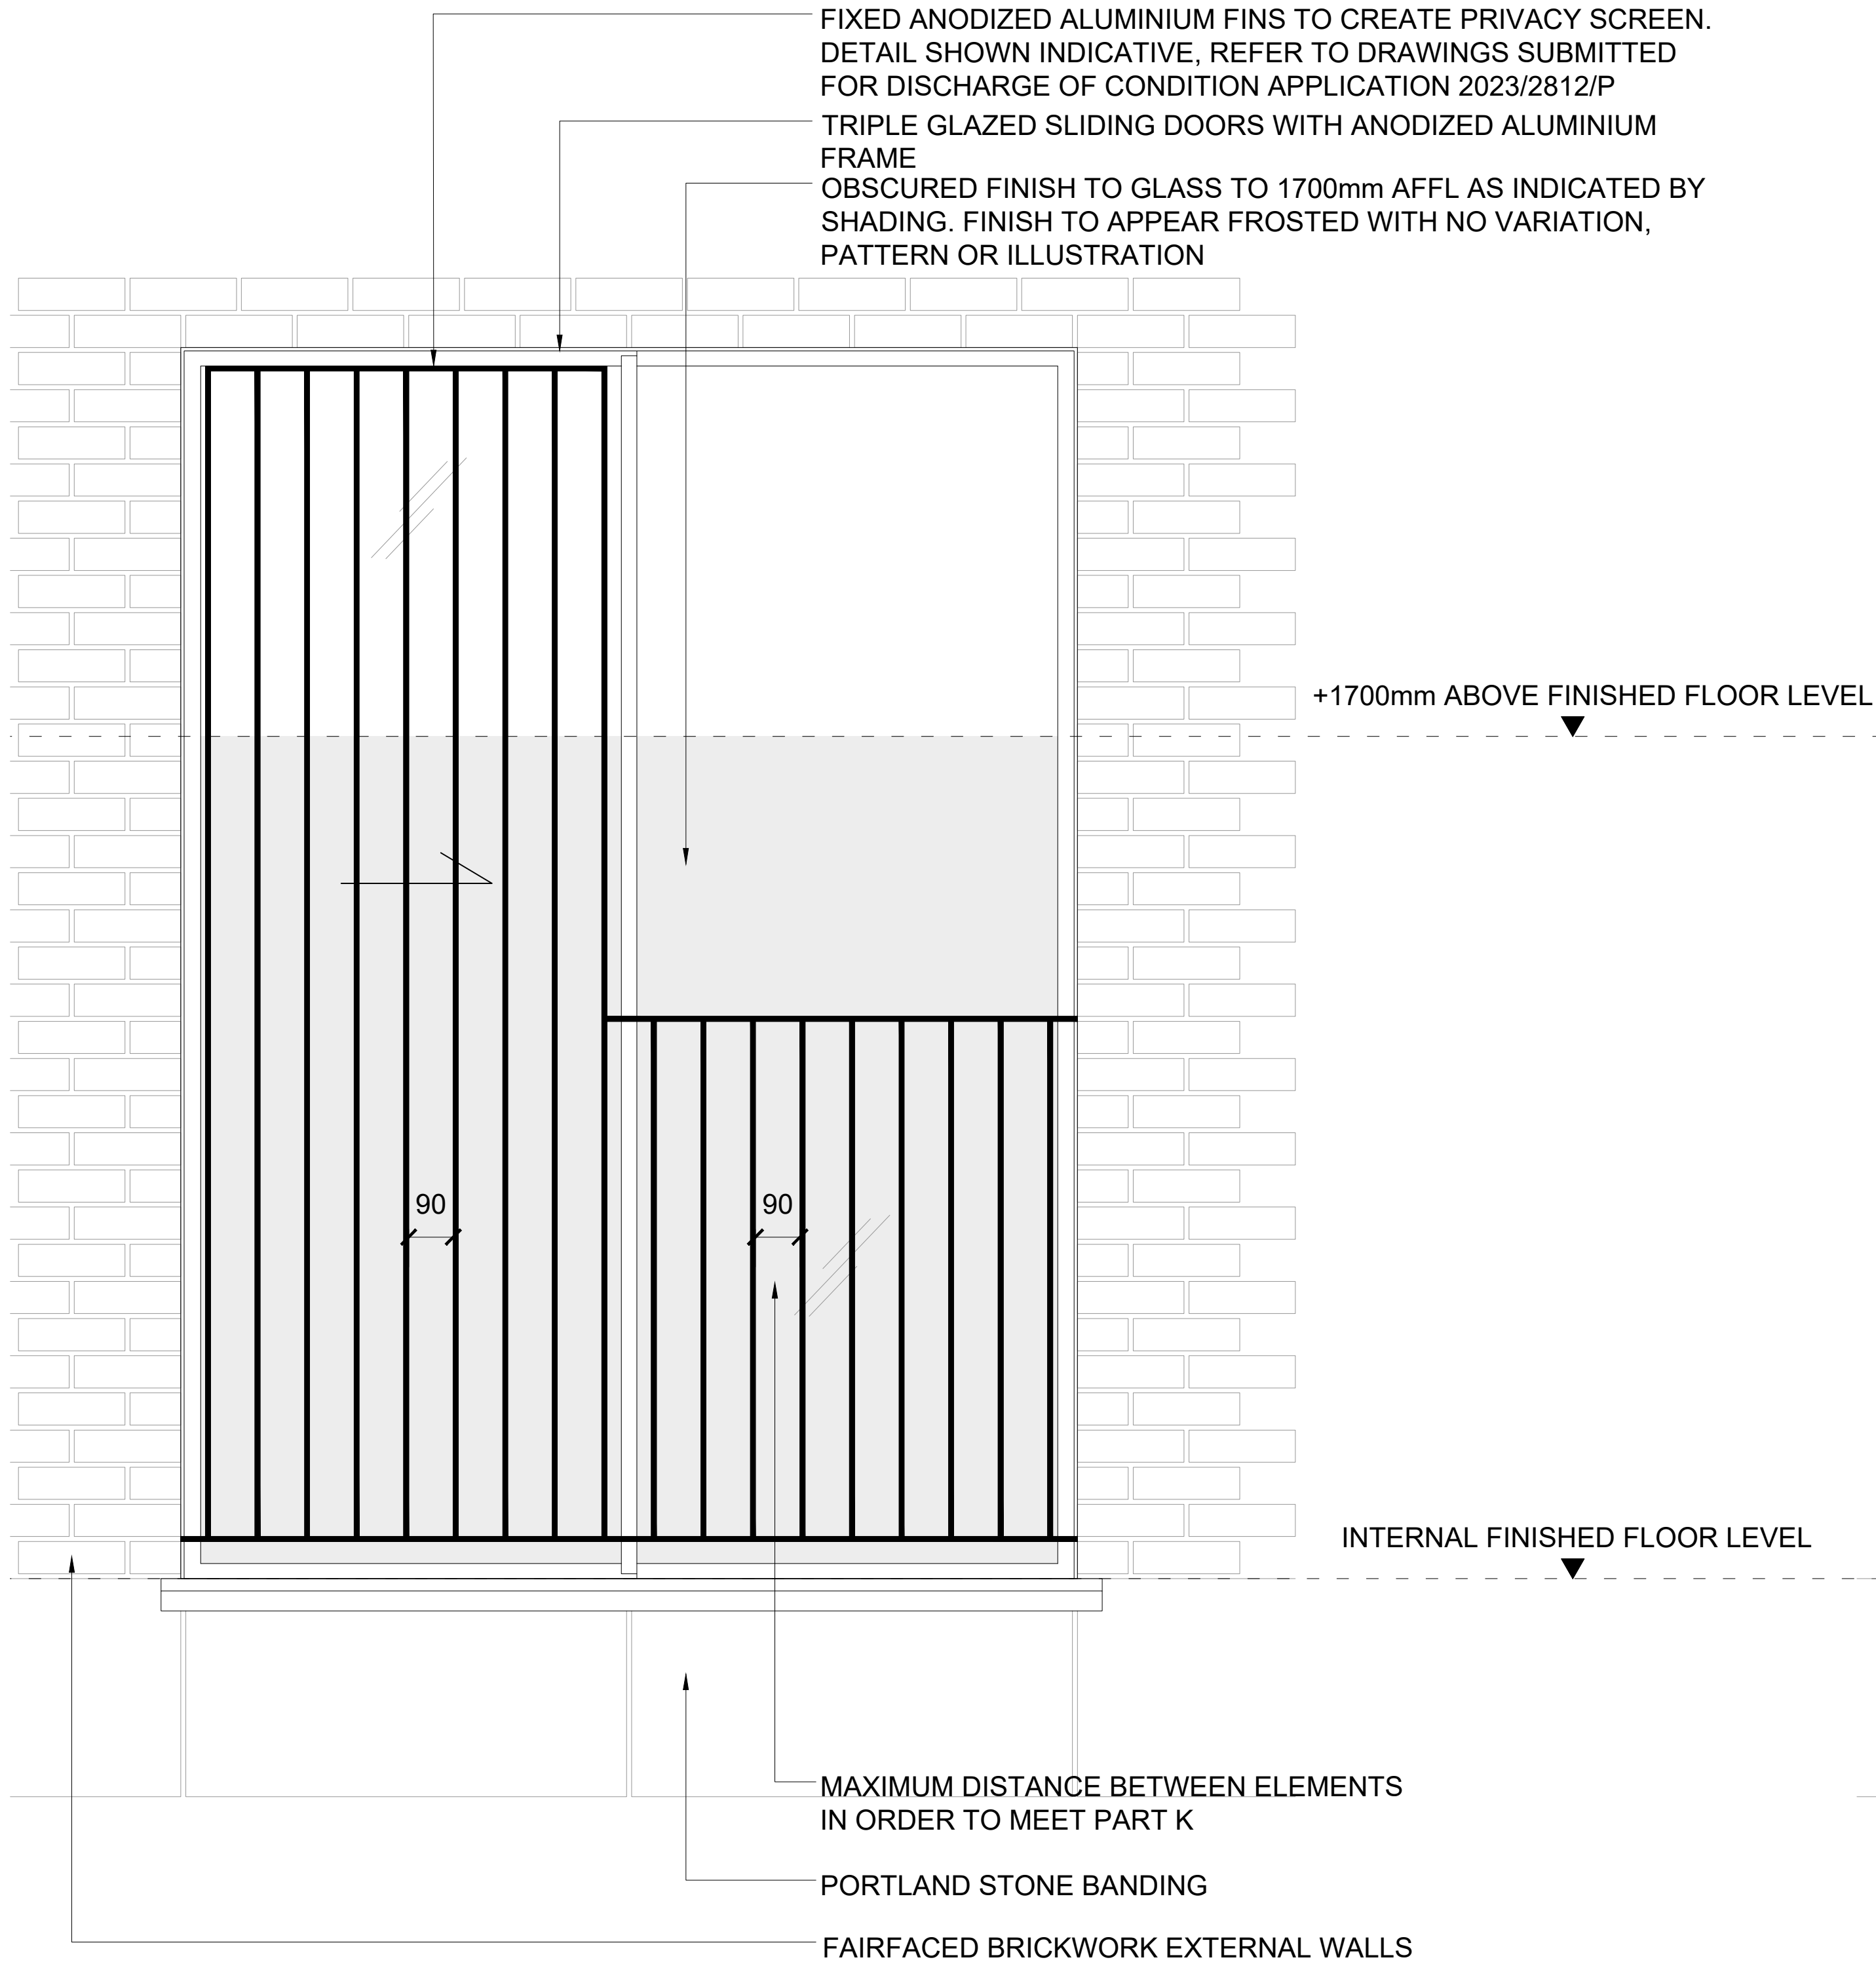 FIXED ANODIZED ALUMINIUM FINS TO CREATE PRIVACY SCREEN.
DETAIL SHOWN INDICATIVE, REFER TO DRAWINGS SUBMITTED
FOR DISCHARGE OF CONDITION APPLICATION 2023/2812/P
TRIPLE GLAZED SLIDING DOORS WITH ANODIZED ALUMINIUM
FRAME
OBSCURED FINISH TO GLASS TO 1700mm AFFL AS INDICATED BY
SHADING. FINISH TO APPEAR FROSTED WITH NO VARIATION,
PATTERN OR ILLUSTRATION
+1700mm ABOVE FINISHED FLOOR LEVEL
90
90
INTERNAL FINISHED FLOOR LEVEL
MAXIMUM DISTANCE BETWEEN ELEMENTS
IN ORDER TO MEET PART K
PORTLAND STONE BANDING
FAIRFACED BRICKWORK EXTERNAL WALLS